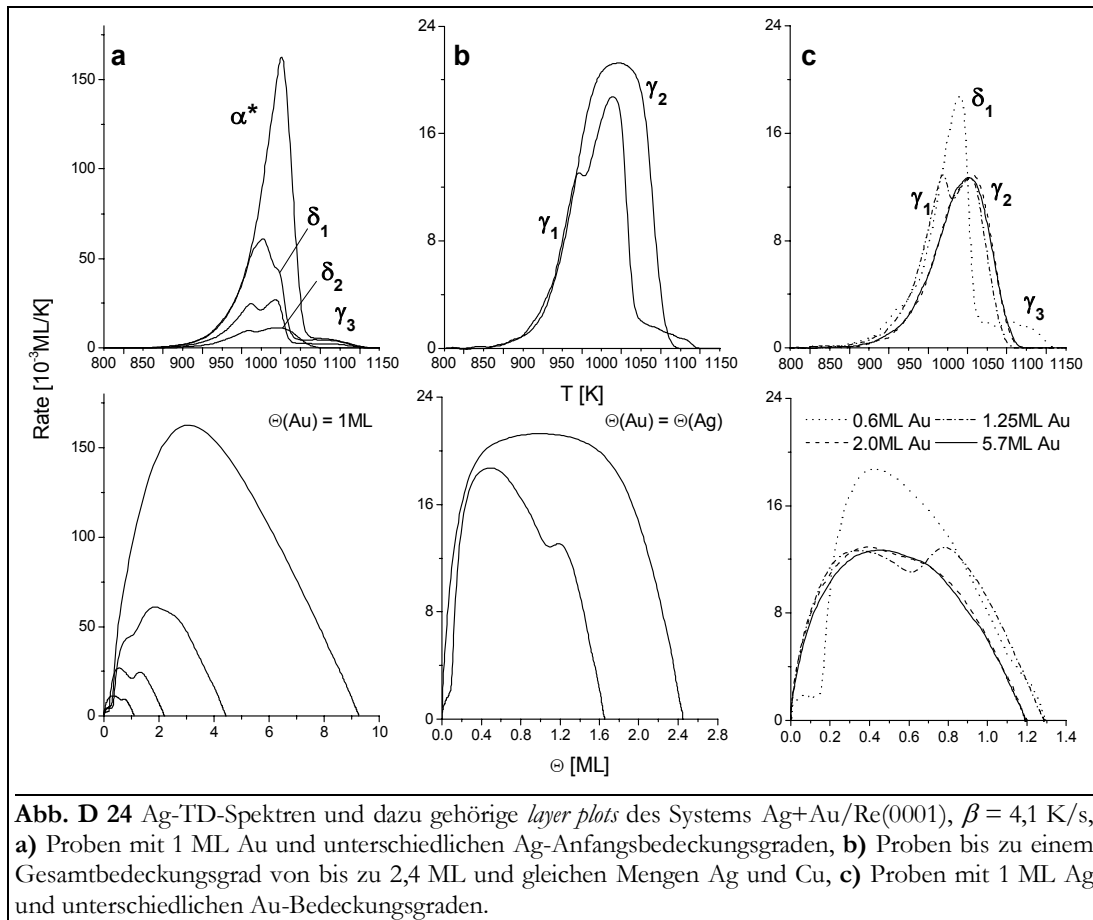 a
b
c
α*
δ₁
δ₂
γ₃
γ₁
γ₂
δ₁
γ₁
γ₂
γ₃
Rate [10⁻³ML/K]
150
100
50
0
24
16
8
0
24
16
8
0
800 850 900 950 1000 1050 1150
800 850 900 950 1000 1050 1100 1150
800 850 900 950 1000 1050 1150
T [K]
Θ(Au) = 1ML
Θ(Au) = Θ(Ag)
0.6ML Au 1.25ML Au
2.0ML Au 5.7ML Au
150
100
50
0
24
16
8
0
24
16
8
0
0 2 4 6 8 10
0.0 0.4 0.8 1.2 1.6 2.0 2.4 2.8
0.0 0.2 0.4 0.6 0.8 1.0 1.2 1.4
Θ [ML]
Abb. D 24 Ag-TD-Spektren und dazu gehörige layer plots des Systems Ag+Au/Re(0001), β = 4,1 K/s,
a) Proben mit 1 ML Au und unterschiedlichen Ag-Anfangsbedeckungsgraden, b) Proben bis zu einem
Gesamtbedeckungsgrad von bis zu 2,4 ML und gleichen Mengen Ag und Cu, c) Proben mit 1 ML Ag
und unterschiedlichen Au-Bedeckungsgraden.